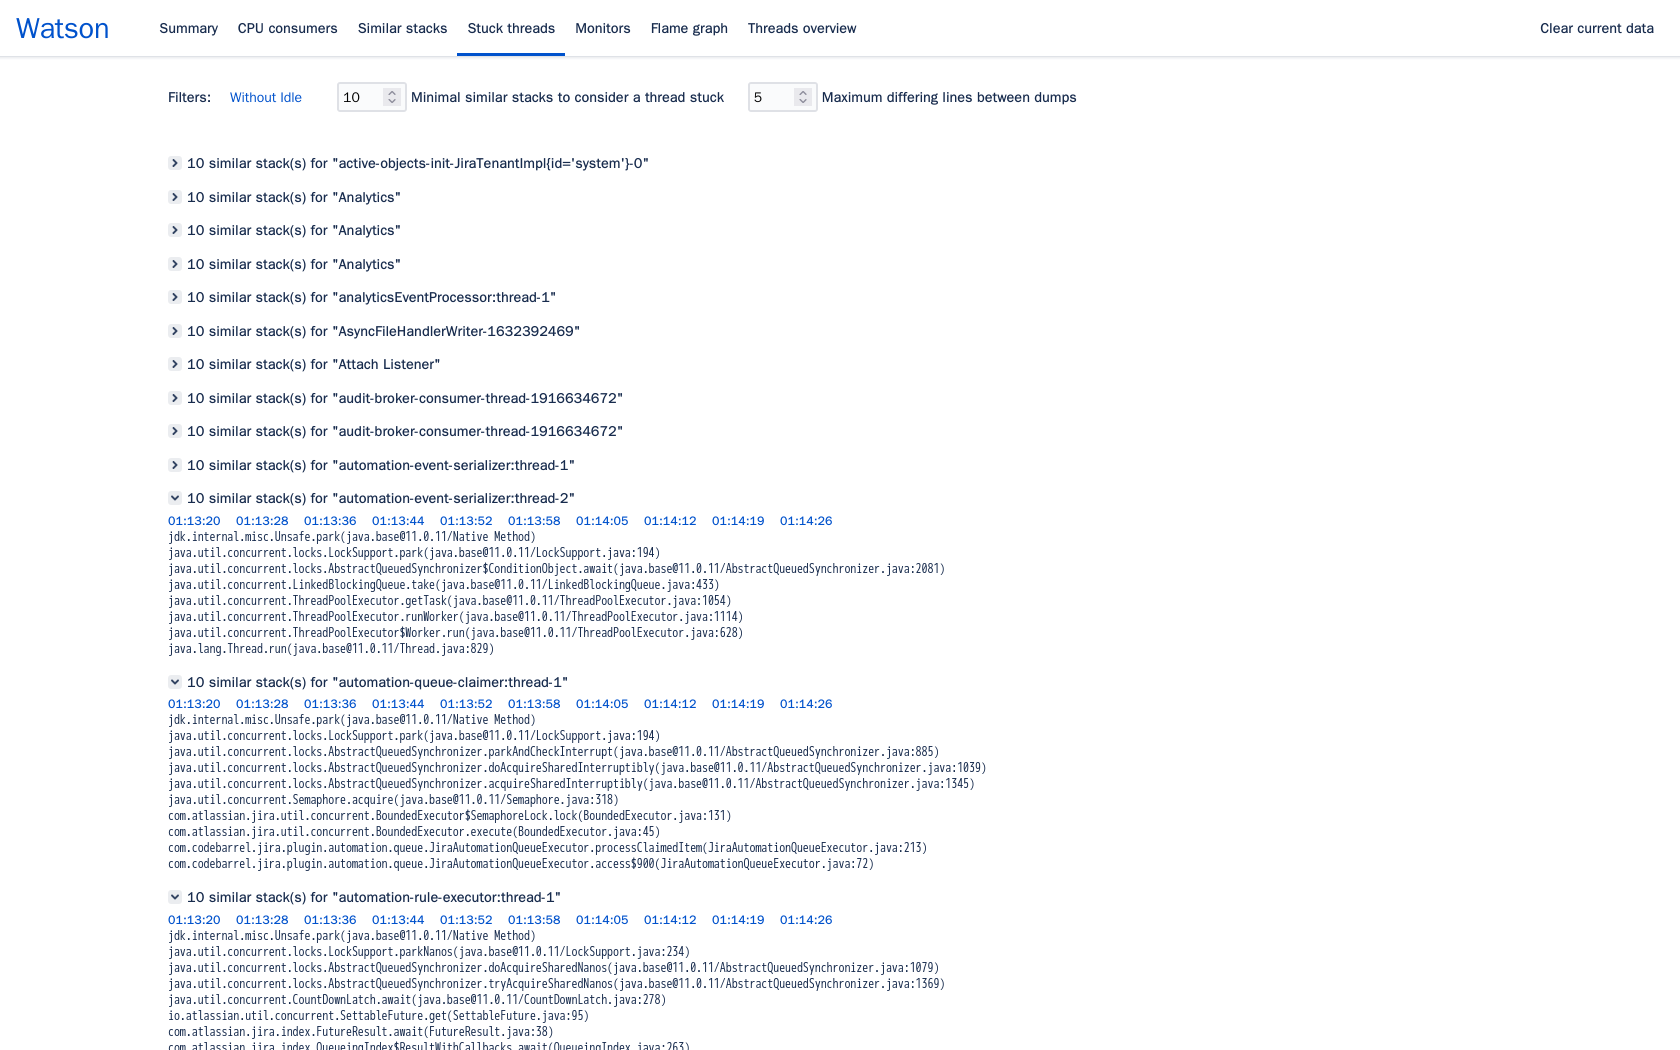 Watson
Summary
CPU consumers
Similar stacks
Stuck threads
Monitors
Flame graph
Threads overview
Clear current data
Filters: Without Idle 10 Minimal similar stacks to consider a thread stuck 5 Maximum differing lines between dumps
10 similar stack(s) for "active-objects-init-JiraTenantImpl{id='system'}-0"
10 similar stack(s) for "Analytics"
10 similar stack(s) for "Analytics"
10 similar stack(s) for "Analytics"
10 similar stack(s) for "analyticsEventProcessor:thread-1"
10 similar stack(s) for "AsyncFileHandlerWriter-1632392469"
10 similar stack(s) for "Attach Listener"
10 similar stack(s) for "audit-broker-consumer-thread-1916634672"
10 similar stack(s) for "audit-broker-consumer-thread-1916634672"
10 similar stack(s) for "automation-event-serializer:thread-1"
10 similar stack(s) for "automation-event-serializer:thread-2"
01:13:20 01:13:28 01:13:36 01:13:44 01:13:52 01:13:58 01:14:05 01:14:12 01:14:19 01:14:26
jdk.internal.misc.Unsafe.park(java.base@11.0.11/Native Method)
java.util.concurrent.locks.LockSupport.park(java.base@11.0.11/LockSupport.java:194)
java.util.concurrent.locks.AbstractQueuedSynchronizer$ConditionObject.await(java.base@11.0.11/AbstractQueuedSynchronizer.java:2081)
java.util.concurrent.LinkedBlockingQueue.take(java.base@11.0.11/LinkedBlockingQueue.java:433)
java.util.concurrent.ThreadPoolExecutor.getTask(java.base@11.0.11/ThreadPoolExecutor.java:1054)
java.util.concurrent.ThreadPoolExecutor.runWorker(java.base@11.0.11/ThreadPoolExecutor.java:1114)
java.util.concurrent.ThreadPoolExecutor$Worker.run(java.base@11.0.11/ThreadPoolExecutor.java:628)
java.lang.Thread.run(java.base@11.0.11/Thread.java:829)
10 similar stack(s) for "automation-queue-claimer:thread-1"
01:13:20 01:13:28 01:13:36 01:13:44 01:13:52 01:13:58 01:14:05 01:14:12 01:14:19 01:14:26
jdk.internal.misc.Unsafe.park(java.base@11.0.11/Native Method)
java.util.concurrent.locks.LockSupport.park(java.base@11.0.11/LockSupport.java:194)
java.util.concurrent.locks.AbstractQueuedSynchronizer.parkAndCheckInterrupt(java.base@11.0.11/AbstractQueuedSynchronizer.java:885)
java.util.concurrent.locks.AbstractQueuedSynchronizer.doAcquireSharedInterruptibly(java.base@11.0.11/AbstractQueuedSynchronizer.java:1039)
java.util.concurrent.locks.AbstractQueuedSynchronizer.acquireSharedInterruptibly(java.base@11.0.11/AbstractQueuedSynchronizer.java:1345)
java.util.concurrent.Semaphore.acquire(java.base@11.0.11/Semaphore.java:318)
com.atlassian.jira.util.concurrent.BoundedExecutor$SemaphoreLock.lock(BoundedExecutor.java:131)
com.atlassian.jira.util.concurrent.BoundedExecutor.execute(BoundedExecutor.java:45)
com.codebarrel.jira.plugin.automation.queue.JiraAutomationQueueExecutor.processClaimedItem(JiraAutomationQueueExecutor.java:213)
com.codebarrel.jira.plugin.automation.queue.JiraAutomationQueueExecutor.access$900(JiraAutomationQueueExecutor.java:72)
10 similar stack(s) for "automation-rule-executor:thread-1"
01:13:20 01:13:28 01:13:36 01:13:44 01:13:52 01:13:58 01:14:05 01:14:12 01:14:19 01:14:26
jdk.internal.misc.Unsafe.park(java.base@11.0.11/Native Method)
java.util.concurrent.locks.LockSupport.parkNanos(java.base@11.0.11/LockSupport.java:234)
java.util.concurrent.locks.AbstractQueuedSynchronizer.doAcquireSharedNanos(java.base@11.0.11/AbstractQueuedSynchronizer.java:1079)
java.util.concurrent.locks.AbstractQueuedSynchronizer.tryAcquireSharedNanos(java.base@11.0.11/AbstractQueuedSynchronizer.java:1369)
java.util.concurrent.CountDownLatch.await(java.base@11.0.11/CountDownLatch.java:278)
io.atlassian.util.concurrent.SettableFuture.get(SettableFuture.java:95)
com.atlassian.jira.index.FutureResult.await(FutureResult.java:38)
com.atlassian.jira.index.QueueingIndex$ResultWithCallbacks.await(QueueingIndex.java:263)